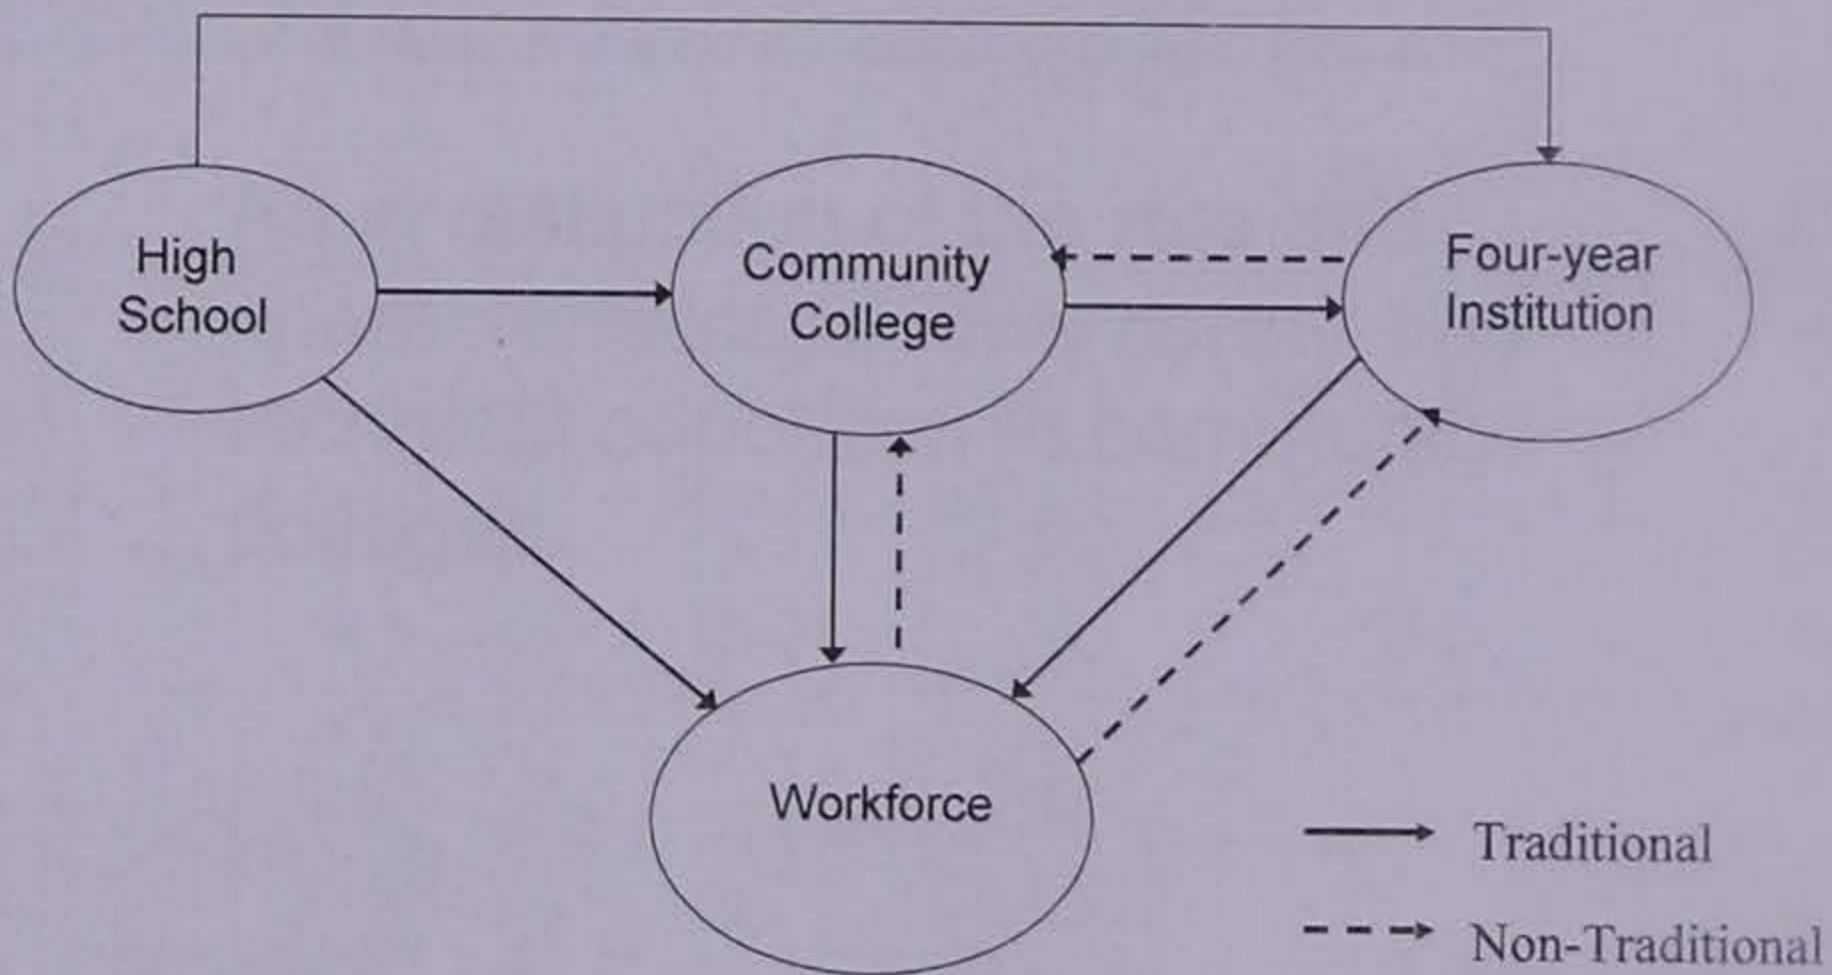 High
School
Community
College
Four-year
Institution
Workforce
Traditional
Non-Traditional